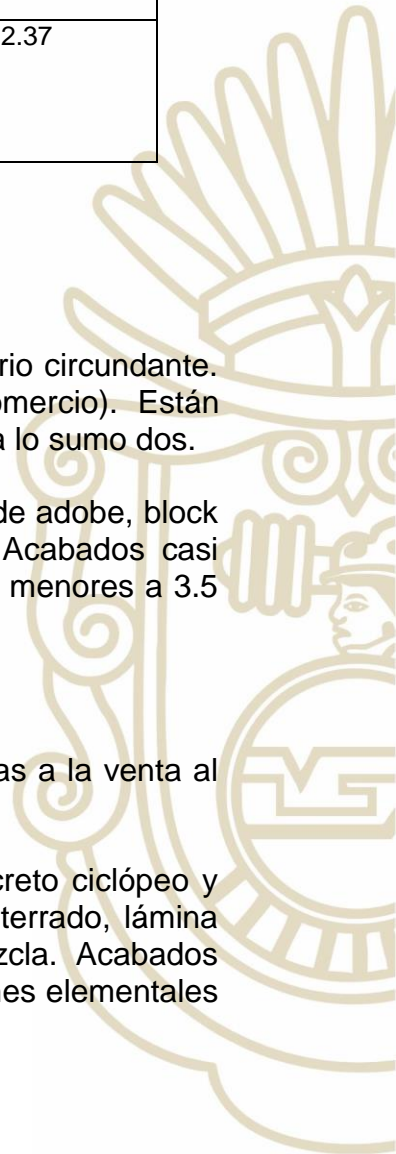 2.37
rio circundante.
omercio). Están
a lo sumo dos.
de adobe, block
Acabados casi
menores a 3.5
as a la venta al
creto ciclópeo y
terrado, lámina
zcla. Acabados
nes elementales